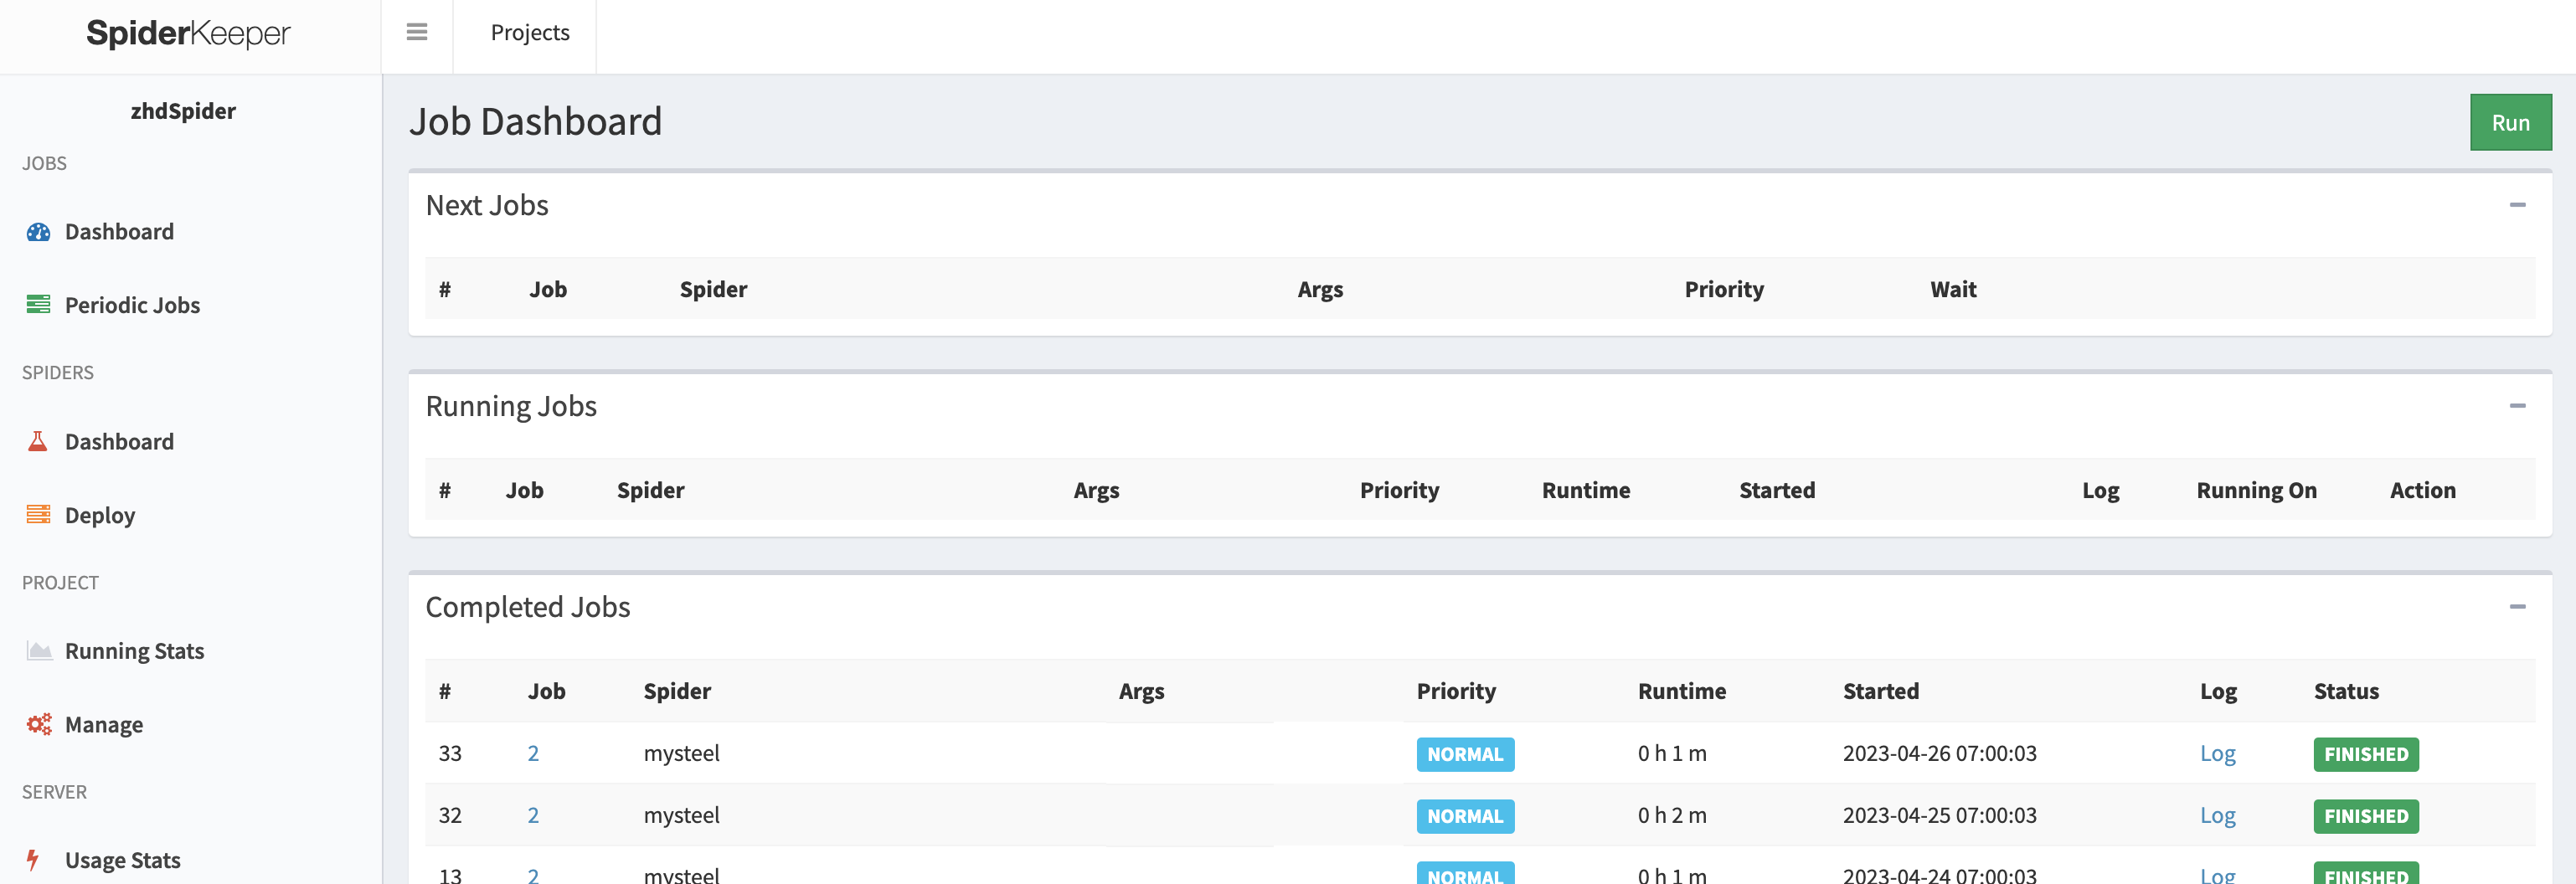 SpiderKeeper
Projects
zhdSpider
JOBS
Dashboard
Periodic Jobs
SPIDERS
Dashboard
Deploy
PROJECT
Running Stats
Manage
SERVER
Usage Stats
Job Dashboard
Run
Next Jobs
# Job Spider Args Priority Wait
Running Jobs
# Job Spider Args Priority Runtime Started Log Running On Action
Completed Jobs
# Job Spider Args Priority Runtime Started Log Status
33 2 mysteel NORMAL 0 h 1 m 2023-04-26 07:00:03 Log FINISHED
32 2 mysteel NORMAL 0 h 2 m 2023-04-25 07:00:03 Log FINISHED
13 2 mysteel NORMAL 0 h 1 m 2023-04-24 07:00:03 Log FINISHED